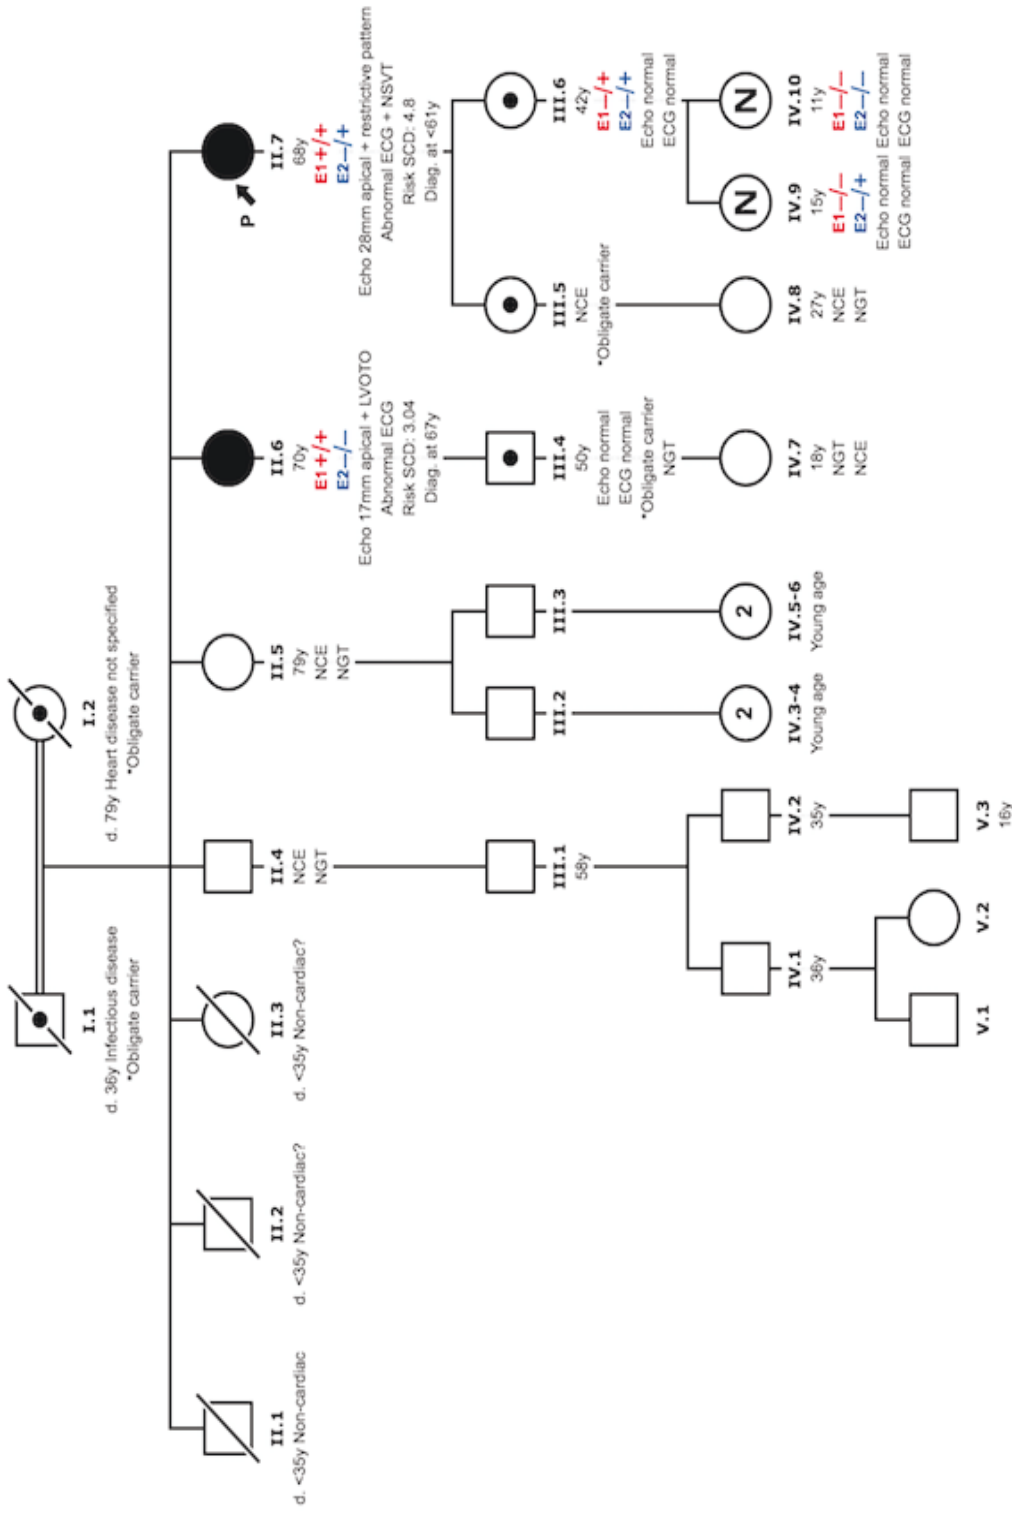 I.1
d. 36y Infectious disease
*Obligate carrier
I.2
d. 79y Heart disease not specified
*Obligate carrier
II.1
d. <35y Non-cardiac
II.2
d. <35y Non-cardiac?
II.3
d. <35y Non-cardiac?
II.4
NCE
NGT
II.5
79y
NCE
NGT
II.6
70y
E1+/+
E2–/–
Echo 17mm apical + LVOTO
Abnormal ECG
Risk SCD: 3.04
Diag. at 67y
P
II.7
68y
E1+/+
E2–/+
Echo 28mm apical + restrictive pattern
Abnormal ECG + NSVT
Risk SCD: 4.8
Diag. at <61y
III.1
58y
III.2
III.3
III.4
50y
Echo normal
ECG normal
*Obligate carrier
NGT
III.5
NCE
*Obligate carrier
III.6
42y
E1–/+
E2–/+
Echo normal
ECG normal
IV.1
36y
IV.2
35y
2
IV.3-4
Young age
2
IV.5-6
Young age
IV.7
18y
NGT
NCE
IV.8
27y
NCE
NGT
N
IV.9
15y
E1–/–
E2–/+
Echo normal
ECG normal
N
IV.10
11y
E1–/–
E2–/–
Echo normal
ECG normal
V.1
V.2
V.3
16y